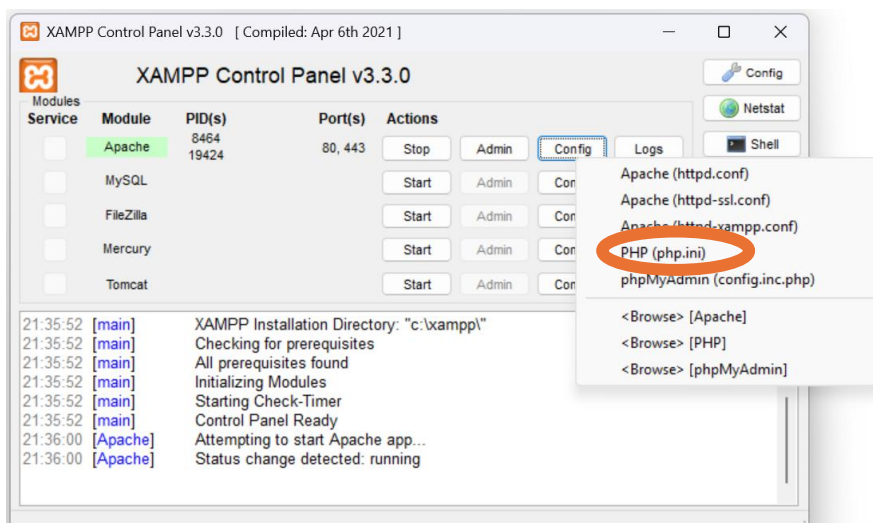 XAMPP Control Panel v3.3.0 [ Compiled: Apr 6th 2021 ]
XAMPP Control Panel v3.3.0
Config
Modules
Service Module PID(s) Port(s) Actions
Netstat
Apache 8464 19424 80, 443 Stop Admin Config Logs
Shell
MySQL Start Admin
FileZilla Start Admin
Mercury Start Admin
Tomcat Start Admin
Apache (httpd.conf)
Apache (httpd-ssl.conf)
Apache (httpd-xampp.conf)
PHP (php.ini)
phpMyAdmin (config.inc.php)
<Browse> [Apache]
<Browse> [PHP]
<Browse> [phpMyAdmin]
21:35:52 [main] XAMPP Installation Directory: "c:\xampp\"
21:35:52 [main] Checking for prerequisites
21:35:52 [main] All prerequisites found
21:35:52 [main] Initializing Modules
21:35:52 [main] Starting Check-Timer
21:35:52 [main] Control Panel Ready
21:36:00 [Apache] Attempting to start Apache app...
21:36:00 [Apache] Status change detected: running